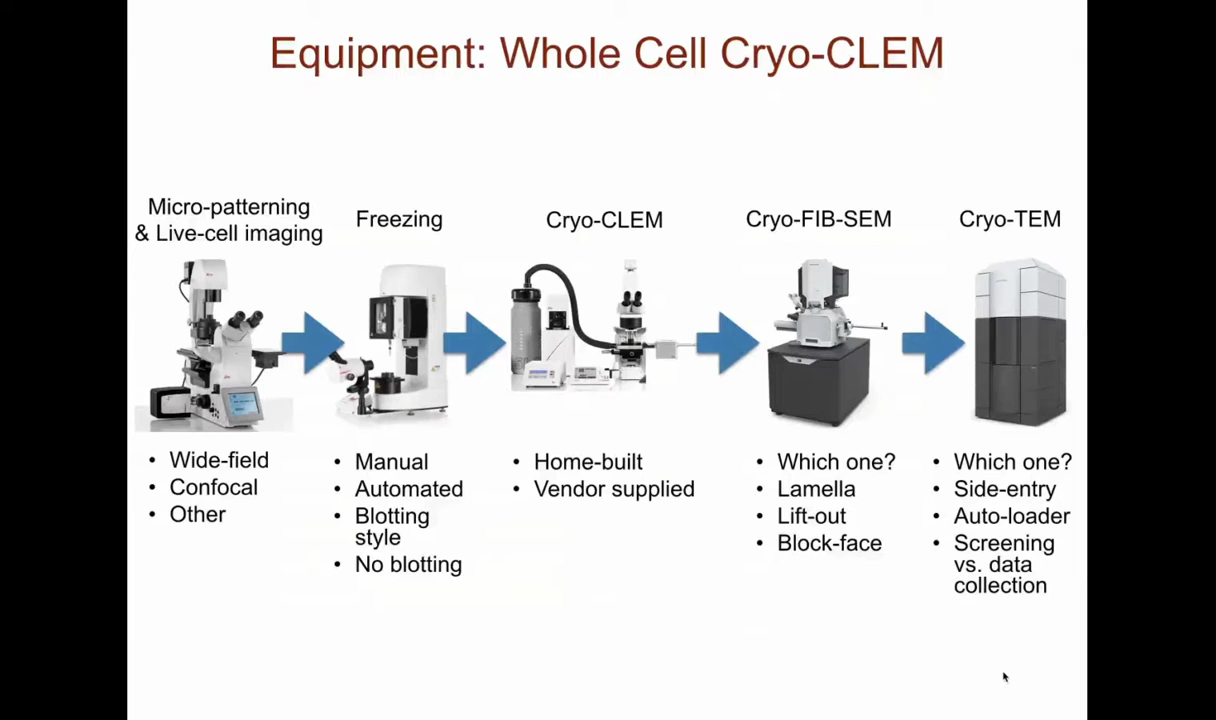 Equipment: Whole Cell Cryo-CLEM
Micro-patterning
& Live-cell imaging
• Wide-field
• Confocal
• Other
Freezing
• Manual
• Automated
• Blotting
style
• No blotting
Cryo-CLEM
• Home-built
• Vendor supplied
Cryo-FIB-SEM
• Which one?
• Lamella
• Lift-out
• Block-face
Cryo-TEM
• Which one?
• Side-entry
• Auto-loader
• Screening
vs. data
collection